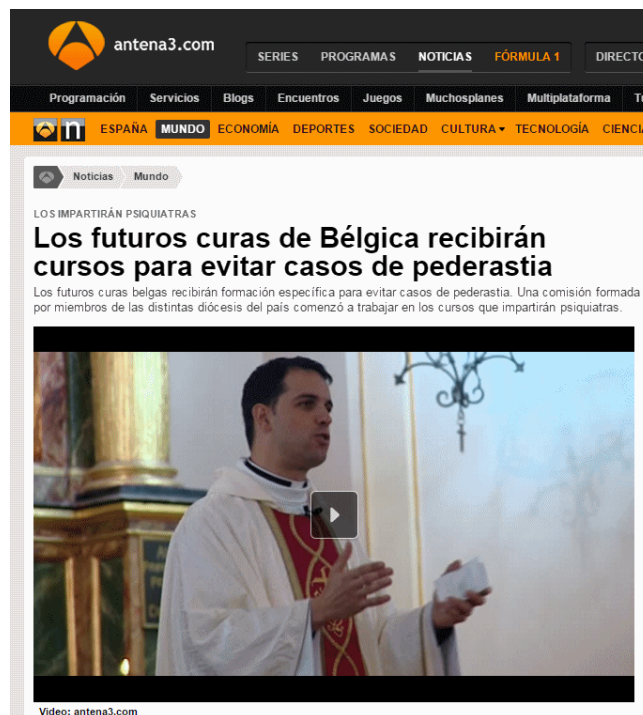 antena3.com
SERIES PROGRAMAS NOTICIAS FÓRMULA 1 DIRECTO
Programación Servicios Blogs Encuentros Juegos Muchosplanes Multiplataforma
n ESPAÑA MUNDO ECONOMÍA DEPORTES SOCIEDAD CULTURA TECNOLOGÍA CIENCIA
Noticias Mundo
LOS IMPARTIRÁN PSIQUIATRAS
Los futuros curas de Bélgica recibirán
cursos para evitar casos de pederastia
Los futuros curas belgas recibirán formación específica para evitar casos de pederastia. Una comisión formada
por miembros de las distintas diócesis del país comenzó a trabajar en los cursos que impartirán psiquiatras.
Vídeo: antena3.com